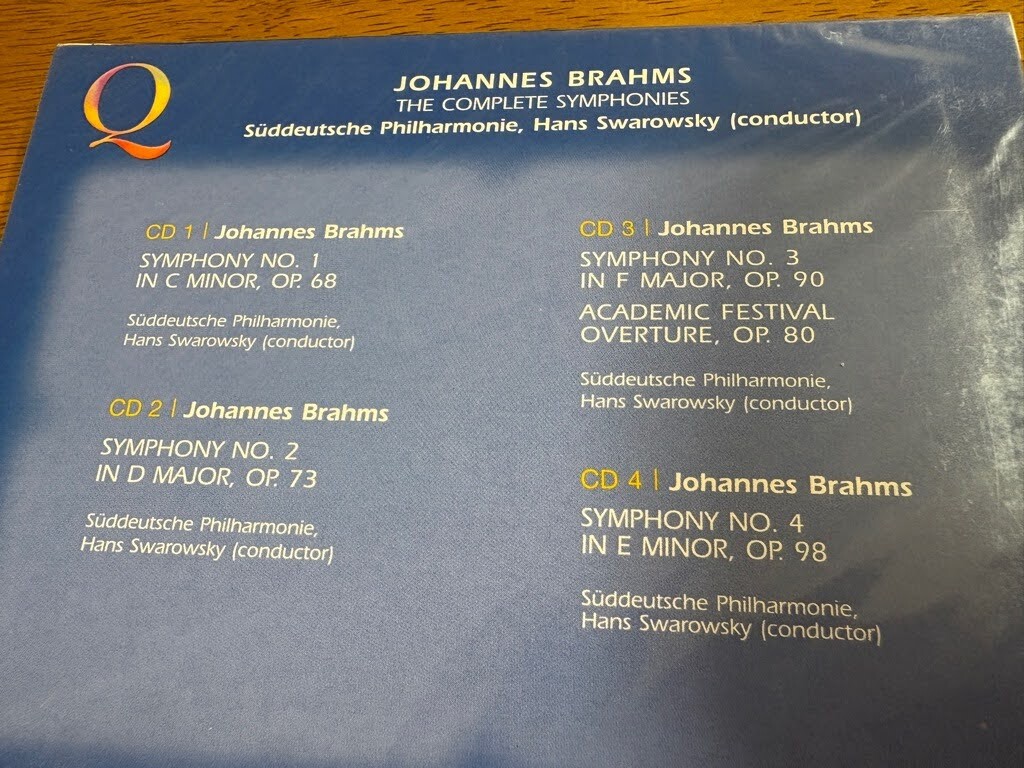 Q
JOHANNES BRAHMS
THE COMPLETE SYMPHONIES
Süddeutsche Philharmonie, Hans Swarowsky (conductor)
CD 1 | Johannes Brahms
SYMPHONY NO. 1
IN C MINOR, OP. 68
Süddeutsche Philharmonie,
Hans Swarowsky (conductor)
CD 2 | Johannes Brahms
SYMPHONY NO. 2
IN D MAJOR, OP. 73
Süddeutsche Philharmonie,
Hans Swarowsky (conductor)
CD 3 | Johannes Brahms
SYMPHONY NO. 3
IN F MAJOR, OP. 90
ACADEMIC FESTIVAL
OVERTURE, OP. 80
Süddeutsche Philharmonie,
Hans Swarowsky (conductor)
CD 4 | Johannes Brahms
SYMPHONY NO. 4
IN E MINOR, OP. 98
Süddeutsche Philharmonie,
Hans Swarowsky (conductor)